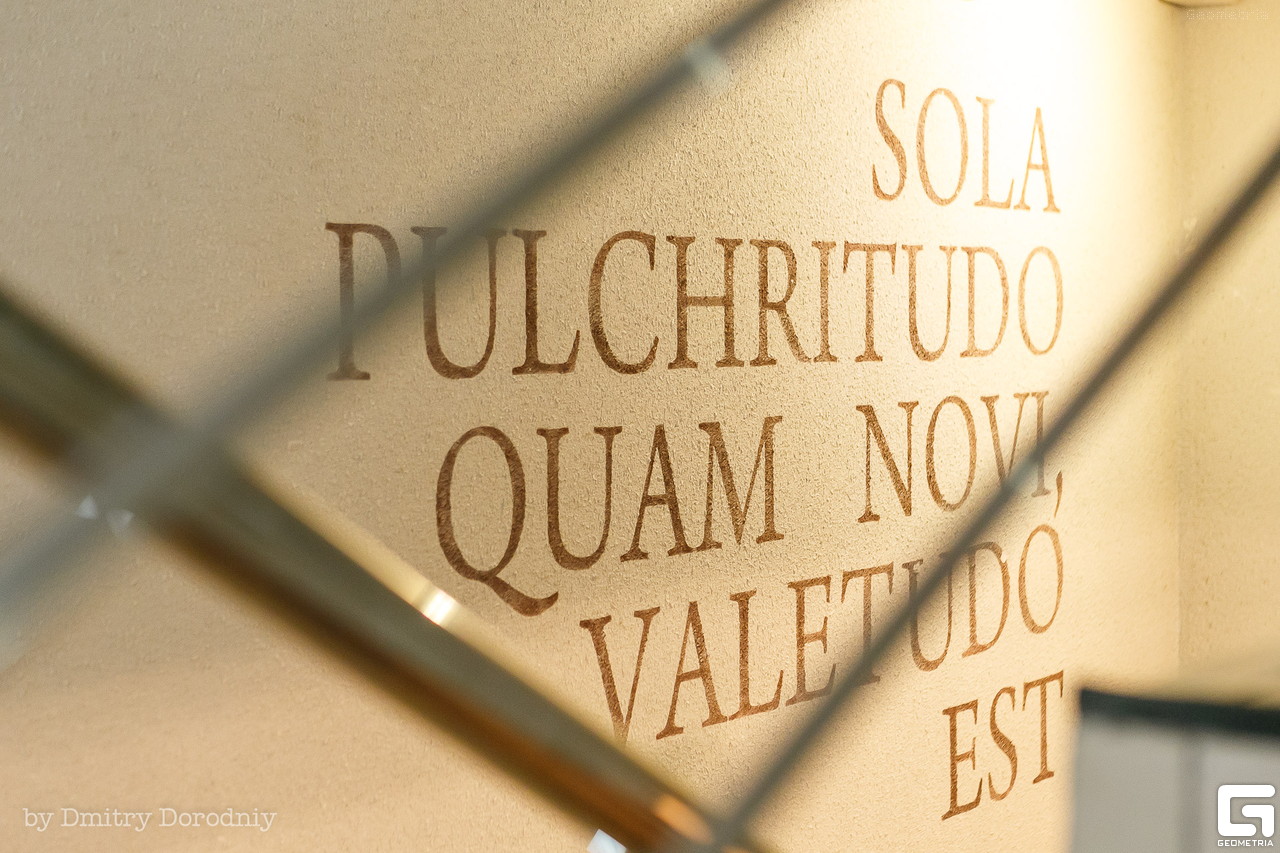 SOLA
PULCHRITUDO
QUAM NOVI,
VALETUDO
EST
by Dmitry Dorodniy
GEOMETRIA